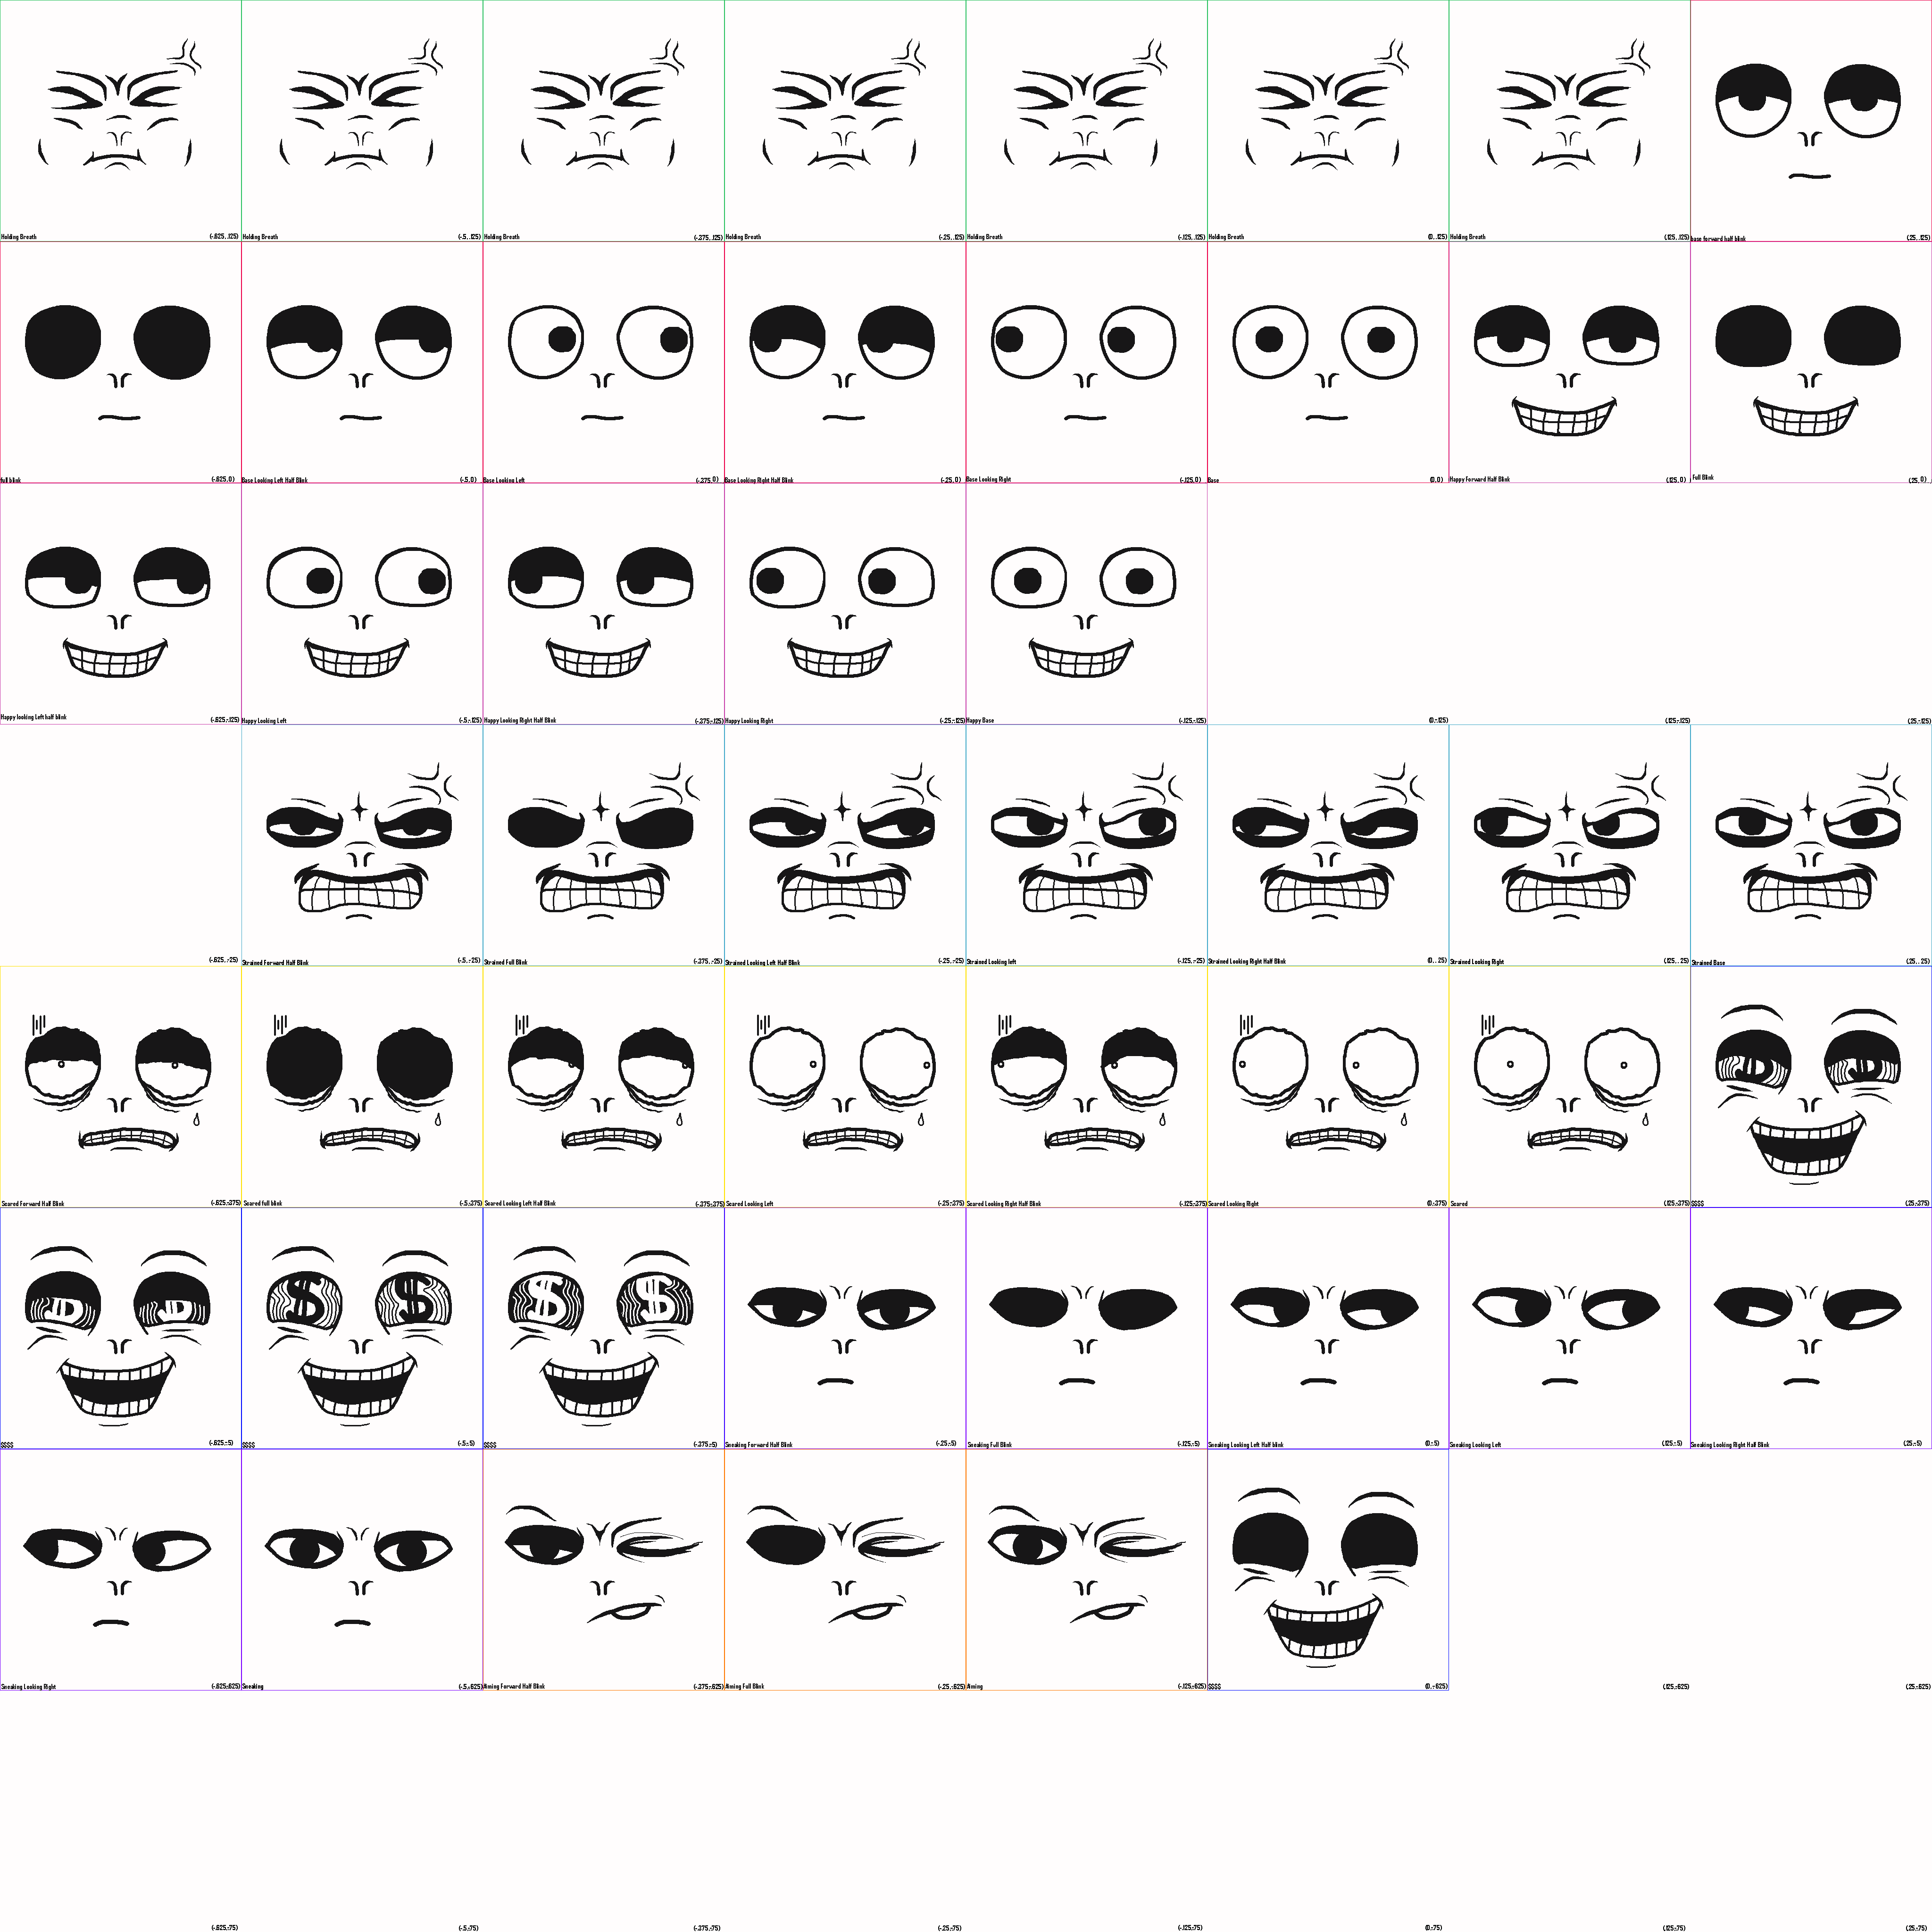 Holding Breath (-.625, .125)
Holding Breath (-.5, .125)
Holding Breath (-.375, .125)
Holding Breath (-.25, .125)
Holding Breath (-.125, .125)
Holding Breath (0, .125)
Holding Breath (.125, .125)
base forward half blink (.25, .125)
full blink (-.625, 0)
Base Looking Left Half Blink (-.5, 0)
Base Looking Left (-.375, 0)
Base Looking Right Half Blink (-.25, 0)
Base Looking Right (-.125, 0)
Base (0,0)
Happy Forward Half Blink (.125, 0)
Full Blink (.25, 0)
Happy looking Left half blink (-.625,-.125)
Happy Looking Left (-.5,-.125)
Happy Looking Right Half Blink (-.375,-.125)
Happy Looking Right (-.25,-.125)
Happy Base (-.125,-.125)
(0,-.125)
(.125,-.125)
(.25,-.125)
(-.625, -.25)
Strained Forward Half Blink (-.5, -.25)
Strained Full Blink (-.375, -.25)
Strained Looking Left Half Blink (-.25, -.25)
Strained Looking left (-.125, -.25)
Strained Looking Right Half Blink (0, .25)
Strained Looking Right (.125, .25)
Strained Base (.25, .25)
Scared Forward Half Blink (-.625,-.375)
Scared full blink (-.5,-.375)
Scared Looking Left Half Blink (-.375,-.375)
Scared Looking Left (-.25,-.375)
Scared Looking Right Half Blink (-.125,-.375)
Scared Looking Right (0,-.375)
Scared (.125,-.375)
$$$$ (.25,-.375)
$$$$ (-.625,-.5)
$$$$ (-.5,-.5)
$$$$ (-.375,-.5)
Sneaking Forward Half Blink (-.25,-.5)
Sneaking Full Blink (-.125,-.5)
Sneaking Looking Left Half blink (0,-.5)
Sneaking Looking Left (.125,-.5)
Sneaking Looking Right Half Blink (.25,-.5)
Sneaking Looking Right (-.625,-.625)
Sneaking (-.5,-.625)
Aiming Forward Half Blink (-.375,-.625)
Aiming Full Blink (-.25,-.625)
Aiming (-.125,-.625)
$$$$ (0,-.625)
(.125,-.625)
(.25,-.625)
(-.625,-.75)
(-.5,-.75)
(-.375,-.75)
(-.25,-.75)
(-.125,-.75)
(0,-.75)
(.125,-.75)
(.25,-.75)